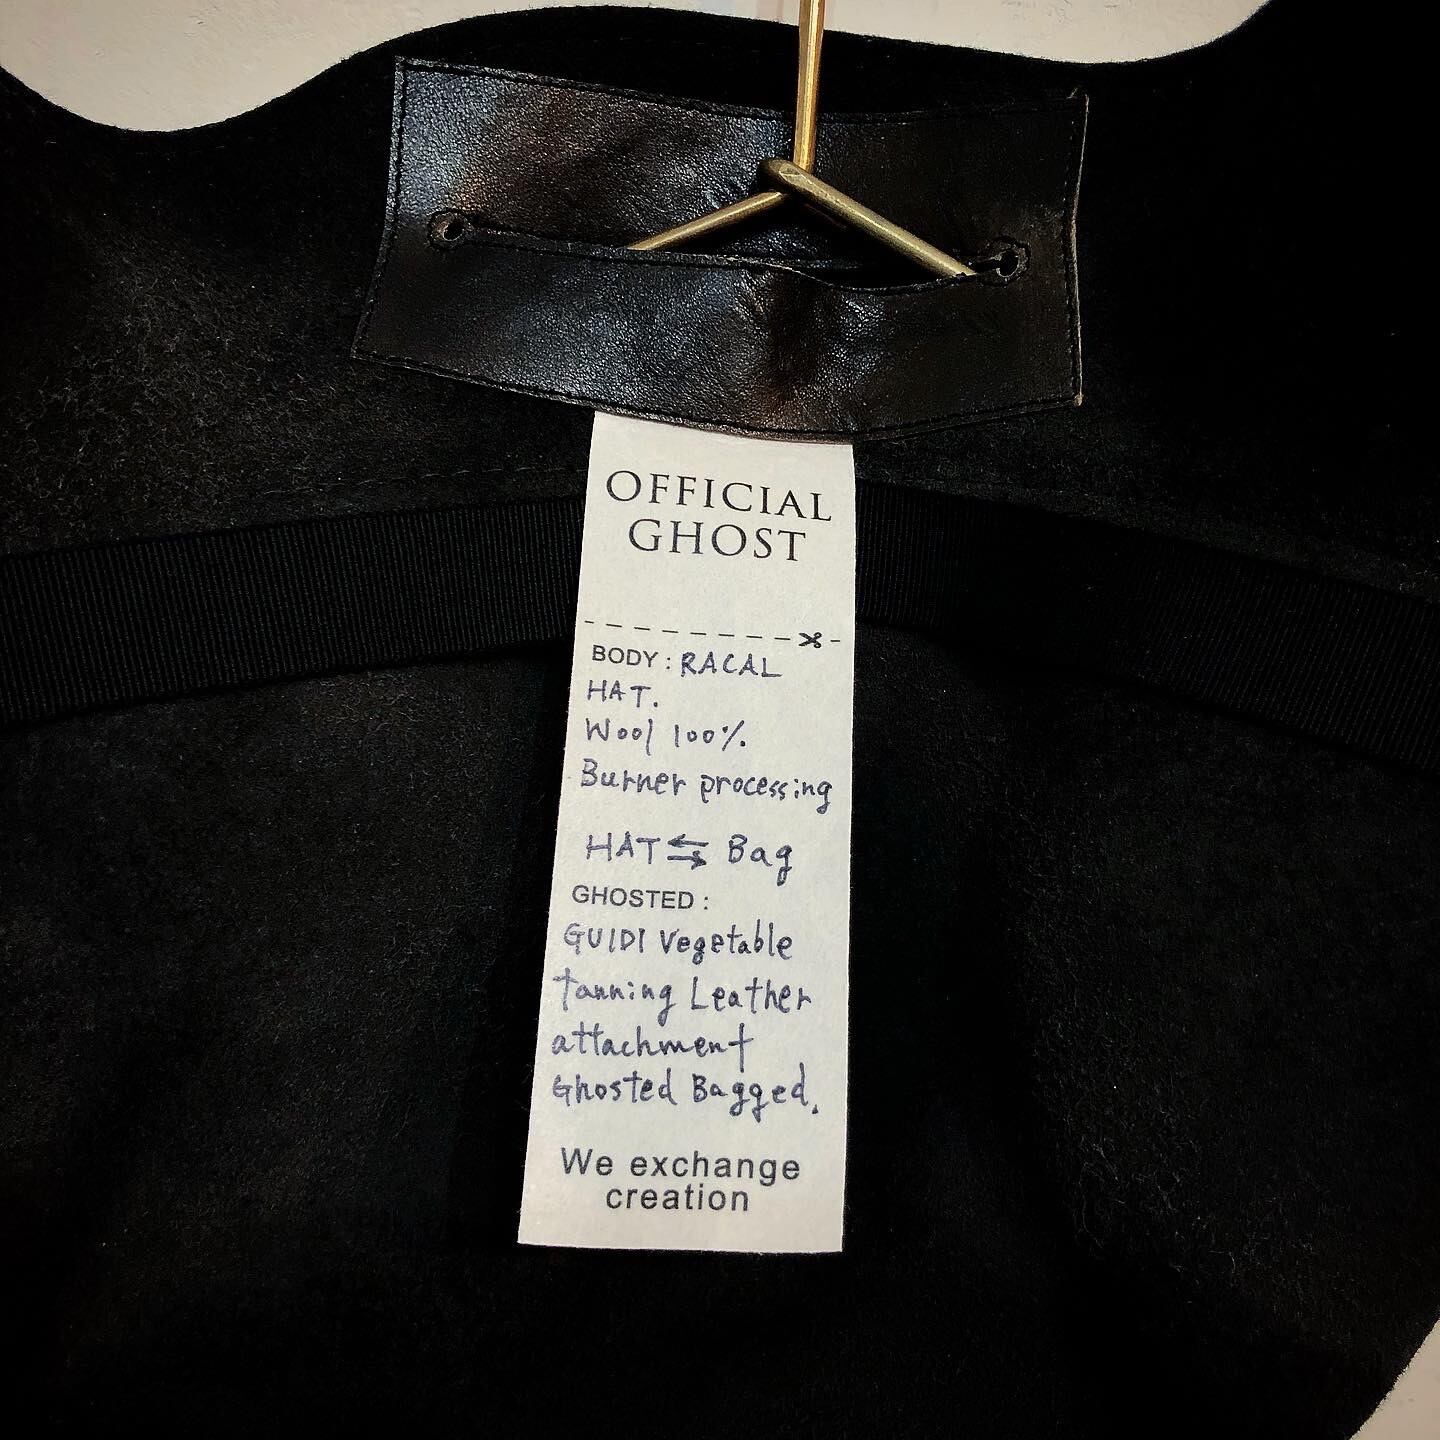 OFFICIAL
GHOST
BODY : RACAL
HAT.
Wool 100%.
Burner processing
HAT ⇆ Bag
GHOSTED :
GUIDI Vegetable
tanning Leather
attachment
Ghosted Bagged.
We exchange
creation